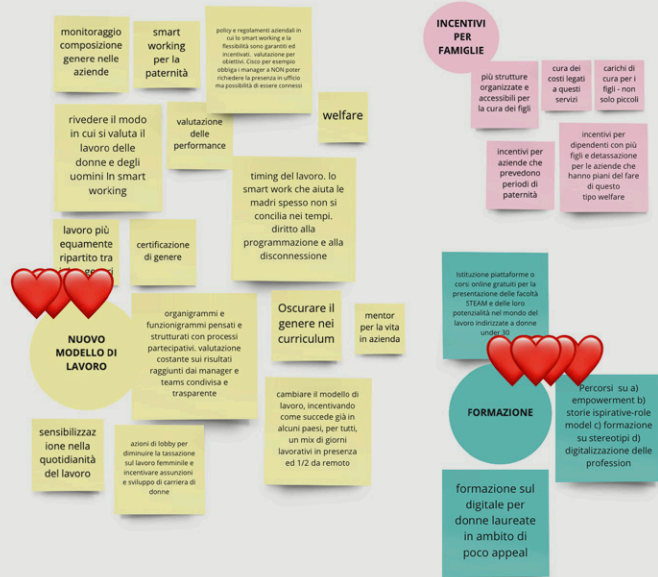 monitoraggio
composizione
genere nelle
aziende
smart
working
per la
paternità
policy e regolamenti aziendali in
cui lo smart working e la
flessibilità sono garantiti ed
incentivati. valutazione per
obiettivi. Cisco per esempio
obbliga i manager a NON poter
richiedere la presenza in ufficio
ma possibilità di essere connessi
rivedere il modo
in cui si valuta il
lavoro delle
donne e degli
uomini In smart
working
valutazione
delle
performance
welfare
timing del lavoro. lo
smart work che aiuta le
madri spesso non si
concilia nei tempi.
diritto alla
programmazione e alla
disconnessione
lavoro più
equamente
ripartito tra
certificazione
di genere
NUOVO
MODELLO DI
LAVORO
organigrammi e
funzionigrammi pensati e
strutturati con processi
partecipativi. valutazione
costante sui risultati
raggiunti dai manager e
teams condivisa e
trasparente
Oscurare il
genere nei
curriculum
mentor
per la vita
in azienda
sensibilizzaz
ione nella
quotidianità
del lavoro
azioni di lobby per
diminuire la tassazione
sul lavoro femminile e
incentivare assunzioni
e sviluppo di carriera di
donne
cambiare il modello di
lavoro, incentivando
come succede già in
alcuni paesi, per tutti,
un mix di giorni
lavorativi in presenza
ed 1/2 da remoto
INCENTIVI
PER
FAMIGLIE
più strutture
organizzate e
accessibili per
la cura dei figli
cura dei
costi legati
a questi
servizi
carichi di
cura per i
figli - non
solo piccoli
incentivi per
aziende che
prevedono
periodi di
paternità
incentivi per
dipendenti con più
figli e detassazione
per le aziende che
hanno piani del fare
di questo
tipo welfare
Istituzione piattaforme o
corsi online gratuiti per la
presentazione delle facoltà
STEAM e delle loro
potenzialità nel mondo del
lavoro indirizzate a donne
under 30
FORMAZIONE
Percorsi su a)
empowerment b)
storie ispirative-role
model c) formazione
su stereotipi d)
digitalizzazione delle
profession
formazione sul
digitale per
donne laureate
in ambito di
poco appeal